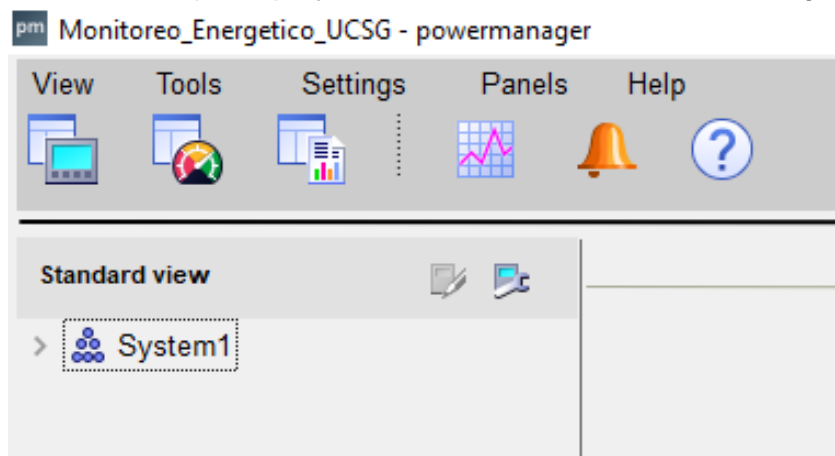 pm Monitoreo_Energetico_UCSG - powermanager
View Tools Settings Panels Help
?
Standard view
> System1